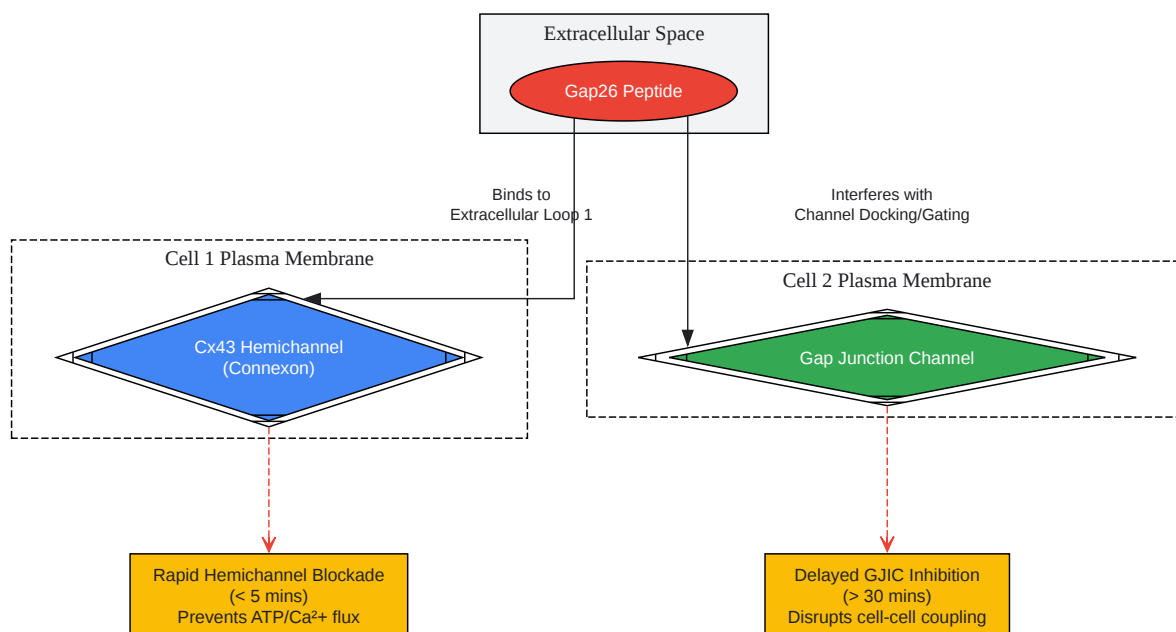 Extracellular Space
Gap26 Peptide
Binds to
Extracellular Loop 1
Interferes with
Channel Docking/Gating
Cell 1 Plasma Membrane
Cell 2 Plasma Membrane
Cx43 Hemichannel
(Connexon)
Gap Junction Channel
Rapid Hemichannel Blockade
(< 5 mins)
Prevents ATP/Ca²+ flux
Delayed GJIC Inhibition
(> 30 mins)
Disrupts cell-cell coupling